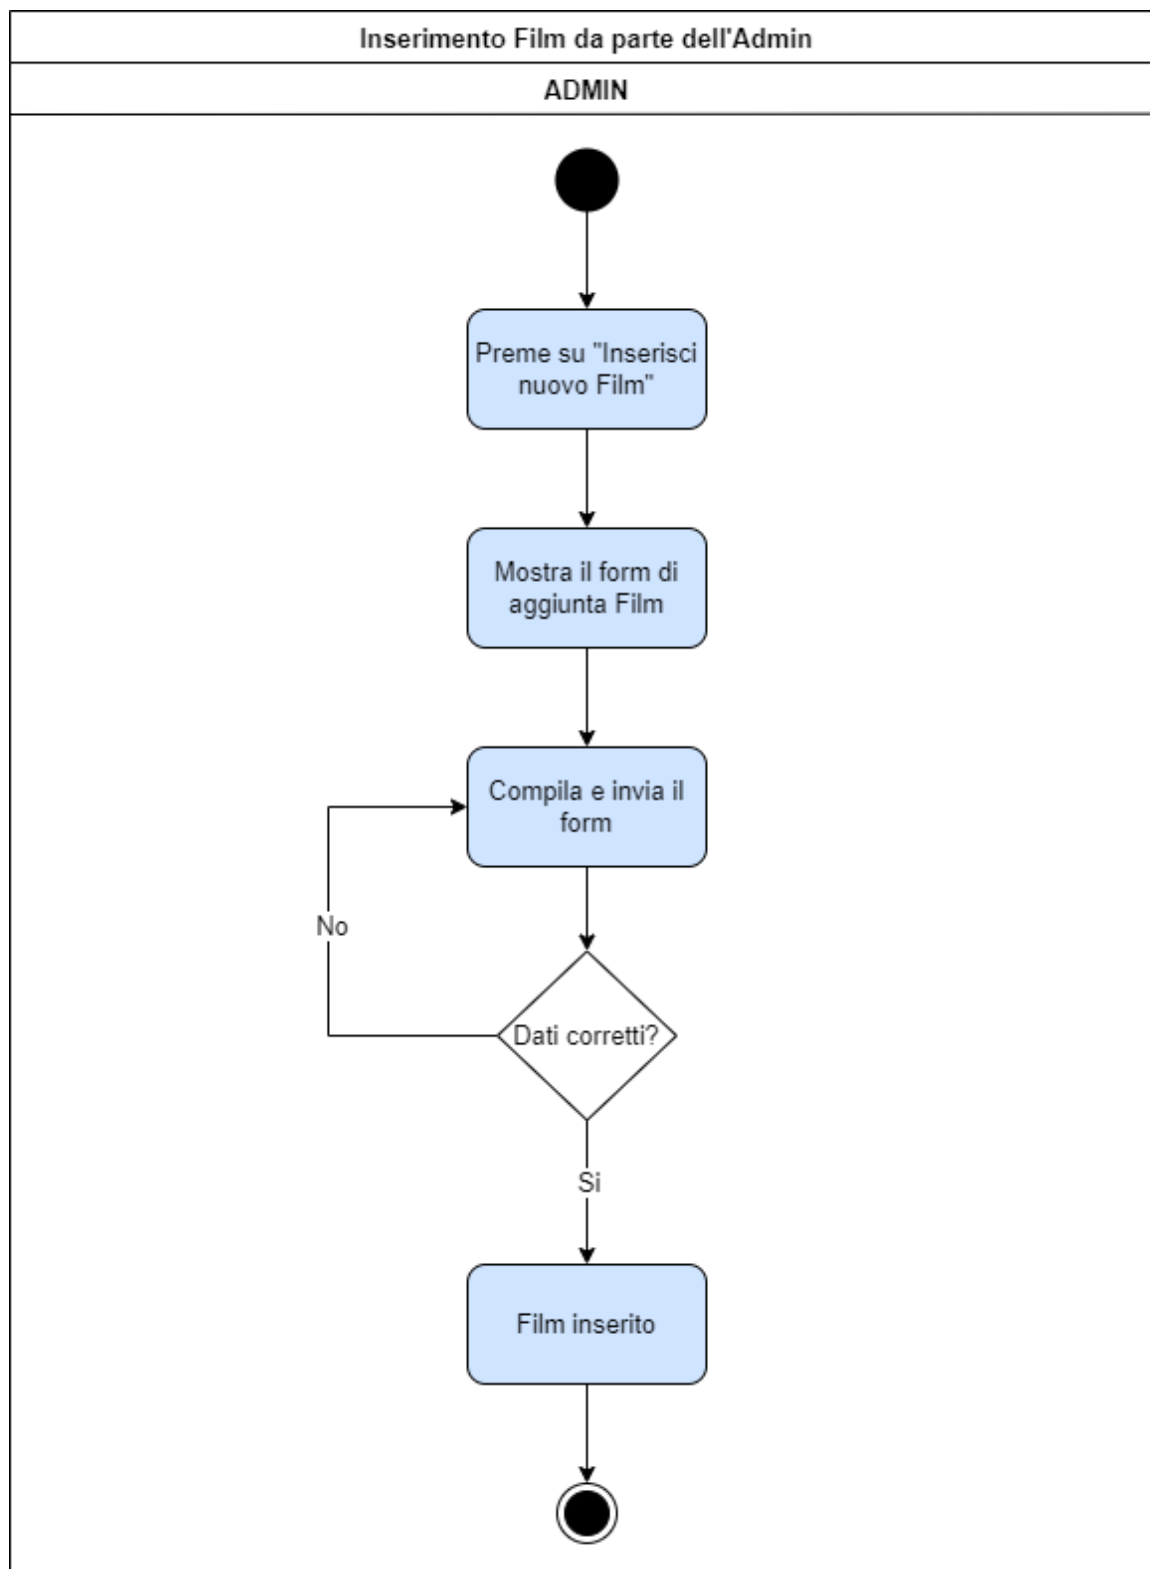 Inserimento Film da parte dell'Admin
ADMIN
Preme su "Inserisci
nuovo Film"
Mostra il form di
aggiunta Film
Compila e invia il
form
No
Dati corretti?
Si
Film inserito